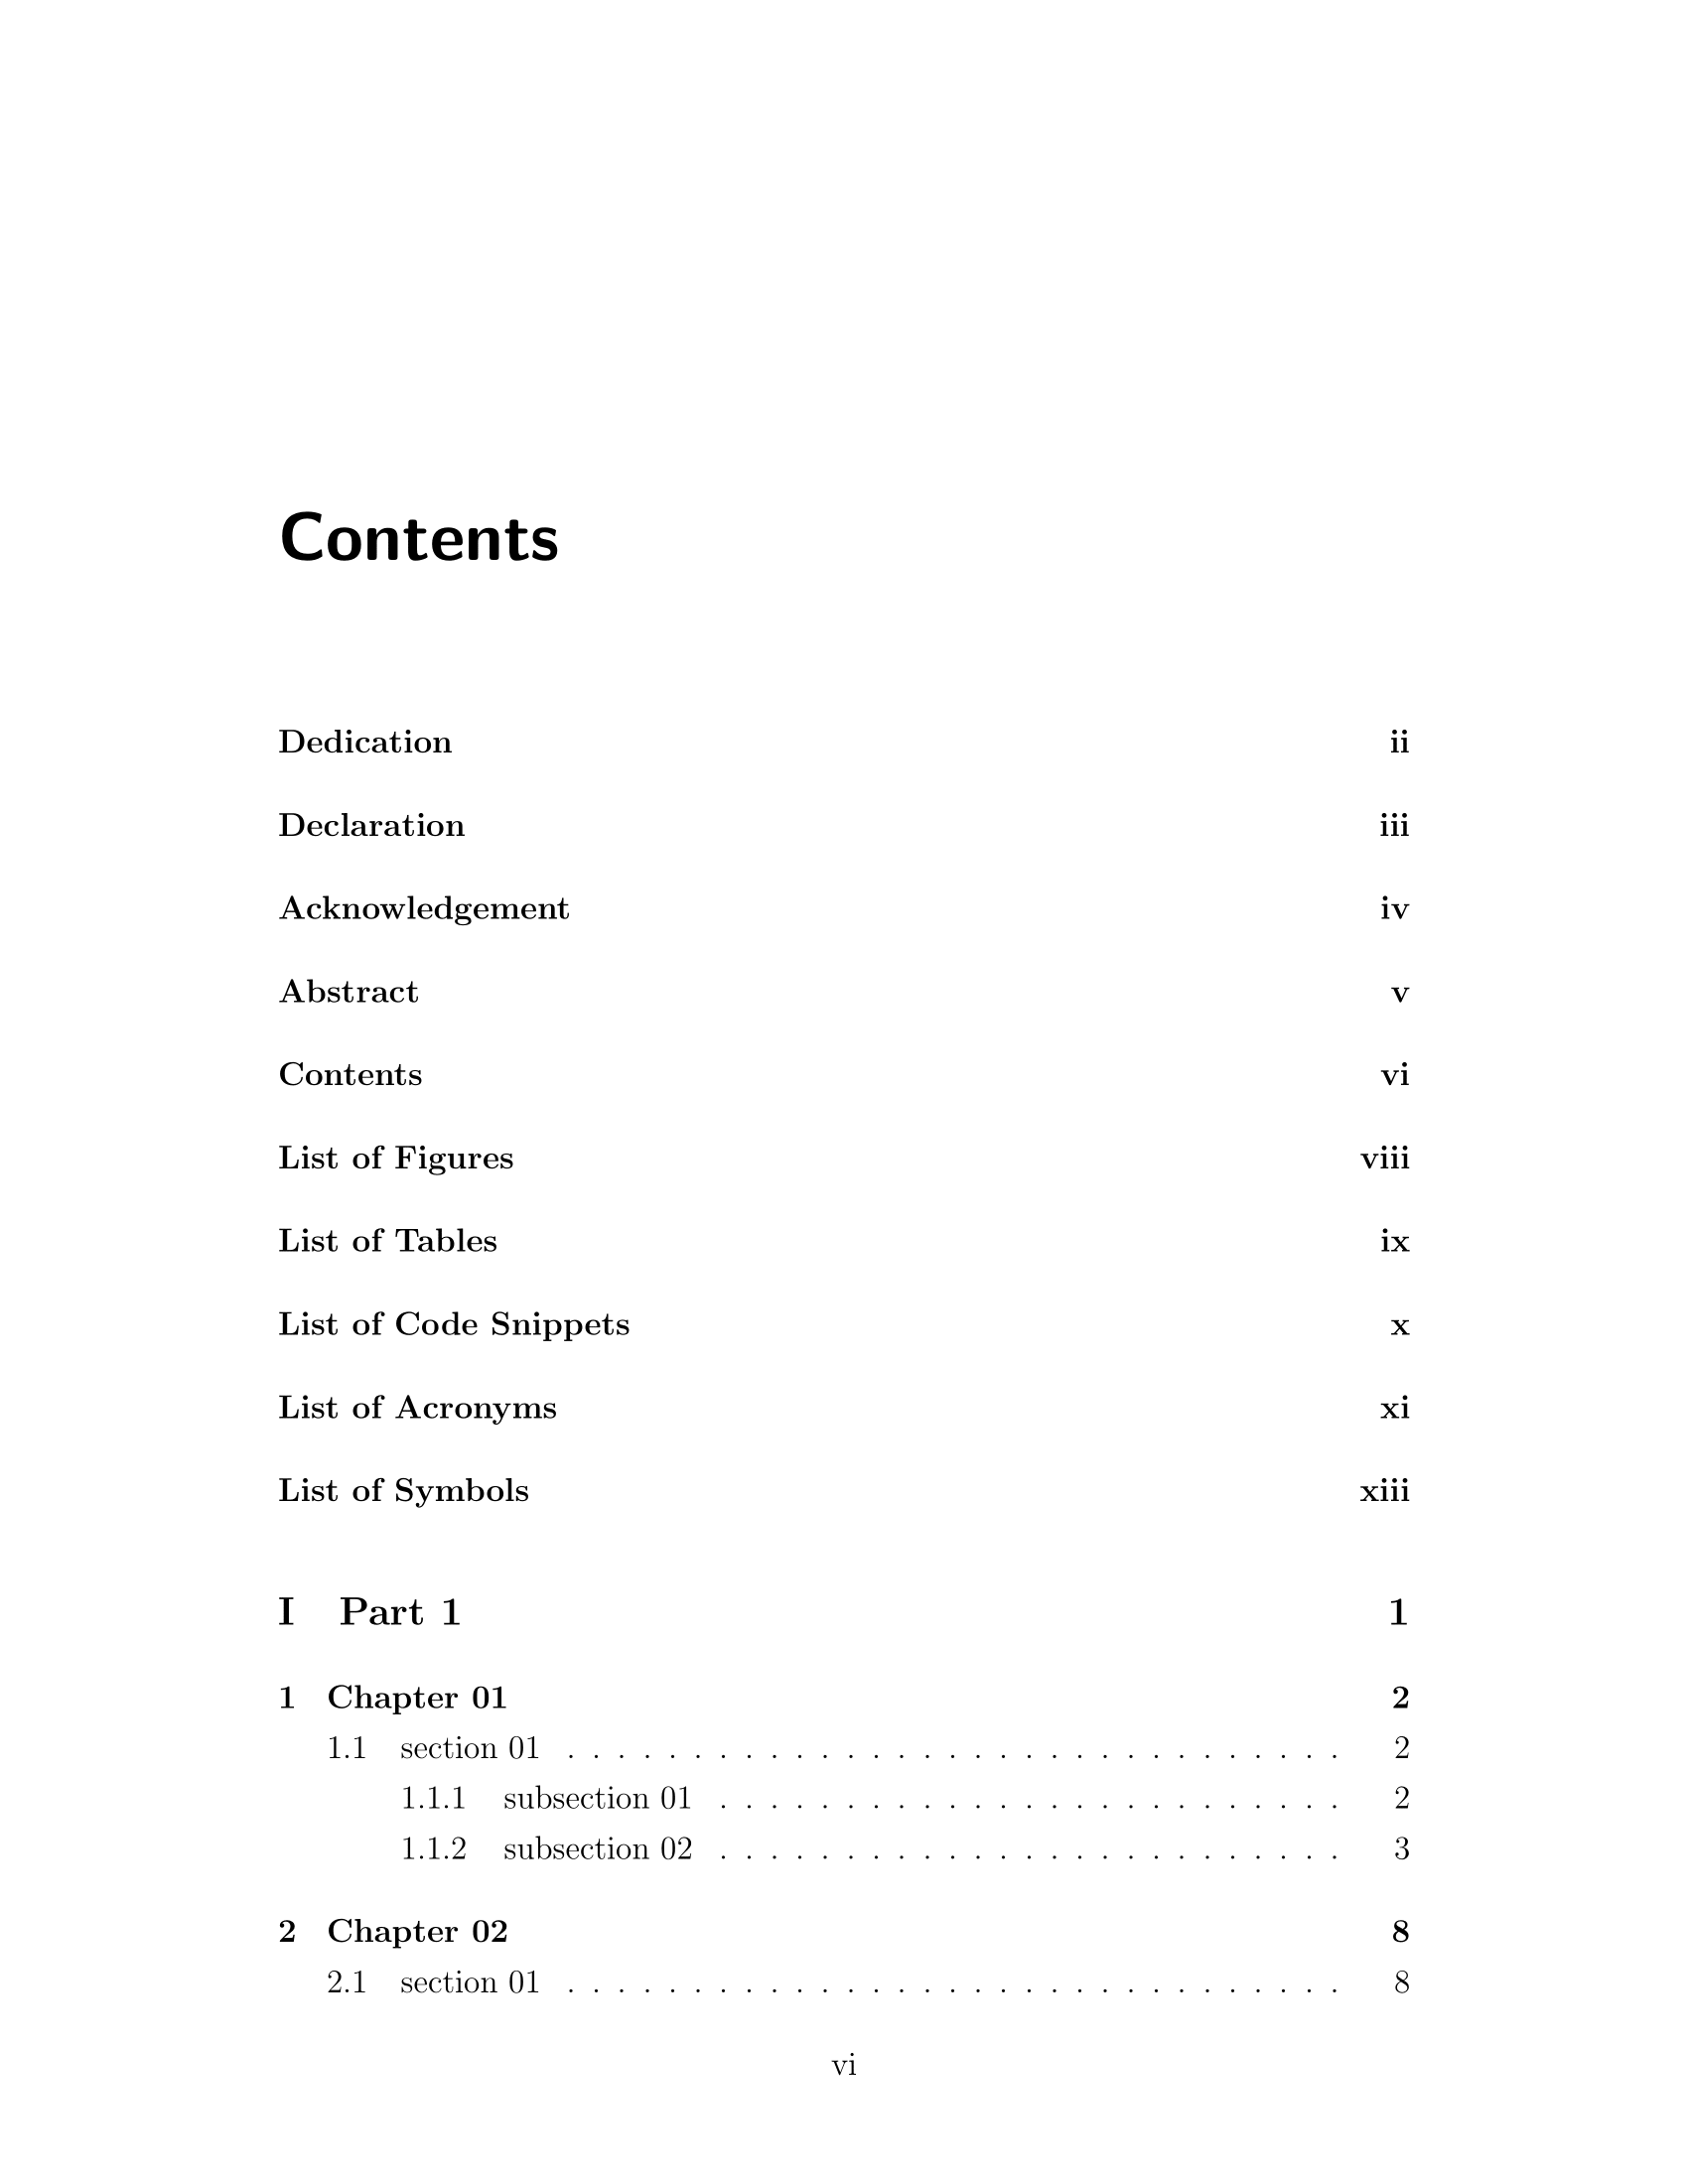 Contents
Dedication ii
Declaration iii
Acknowledgement iv
Abstract v
Contents vi
List of Figures viii
List of Tables ix
List of Code Snippets x
List of Acronyms xi
List of Symbols xiii
I Part 1 1
1 Chapter 01 2
1.1 section 01 . . . . . . . . . . . . . . . . . . . . . . . . . . . . . . . 2
1.1.1 subsection 01 . . . . . . . . . . . . . . . . . . . . . . . . . 2
1.1.2 subsection 02 . . . . . . . . . . . . . . . . . . . . . . . . . 3
2 Chapter 02 8
2.1 section 01 . . . . . . . . . . . . . . . . . . . . . . . . . . . . . . . 8
vi